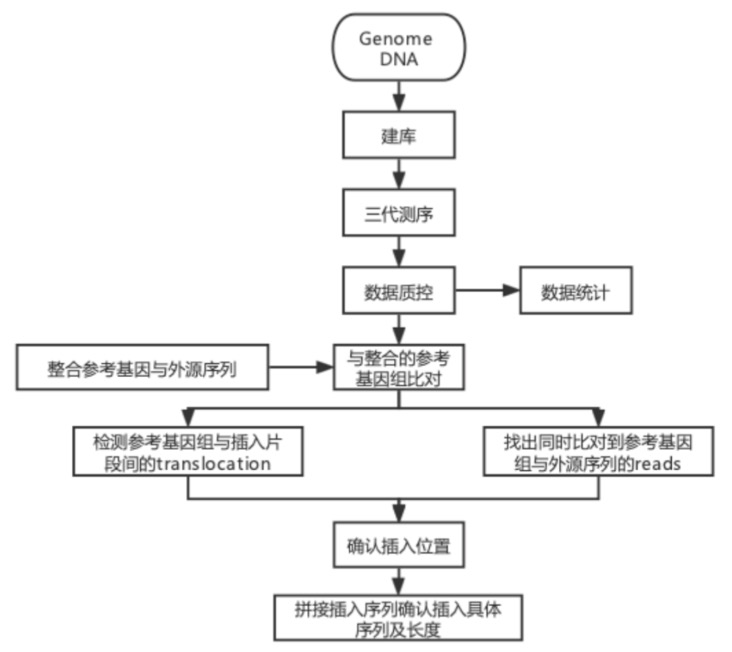 Genome
DNA
建库
三代测序
数据质控
数据统计
整合参考基因与外源序列
与整合的参考
基因组比对
检测参考基因组与插入片
段间的translocation
找出同时比对到参考基因
组与外源序列的reads
确认插入位置
拼接插入序列确认插入具体
序列及长度